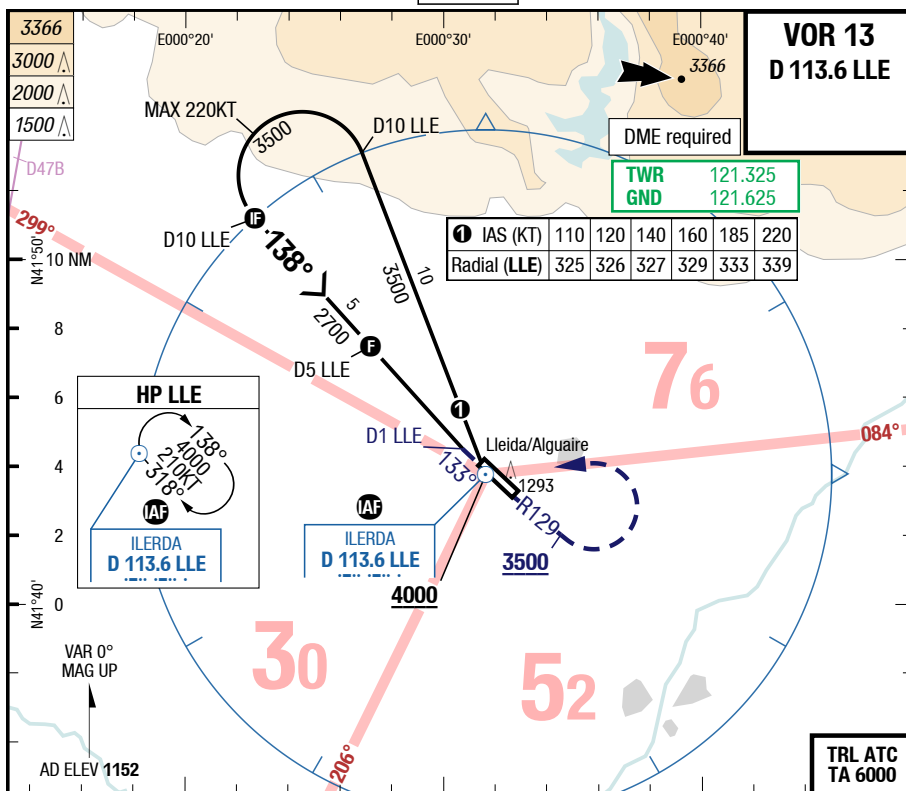 3366
3000
2000
1500
D47B
E000°20'
E000°30'
E000°40'
3366
VOR 13
D 113.6 LLE
DME required
TWR 121.325
GND 121.625
MAX 220KT
3500
D10 LLE
IF
D10 LLE
138°
299°
N41°50'
10 NM
1 IAS (KT) 110 120 140 160 185 220
Radial (LLE) 325 326 327 329 333 339
10
3500
5
2700
F
D5 LLE
8
6
4
2
0
76
1
HP LLE
138°
4000
210KT
318°
IAF
ILERDA
D 113.6 LLE
D1 LLE
133°
Lleida/Alguaire
1293
084°
R129
3500
IAF
ILERDA
D 113.6 LLE
4000
N41°40'
30
52
206°
VAR 0°
MAG UP
AD ELEV 1152
TRL ATC
TA 6000